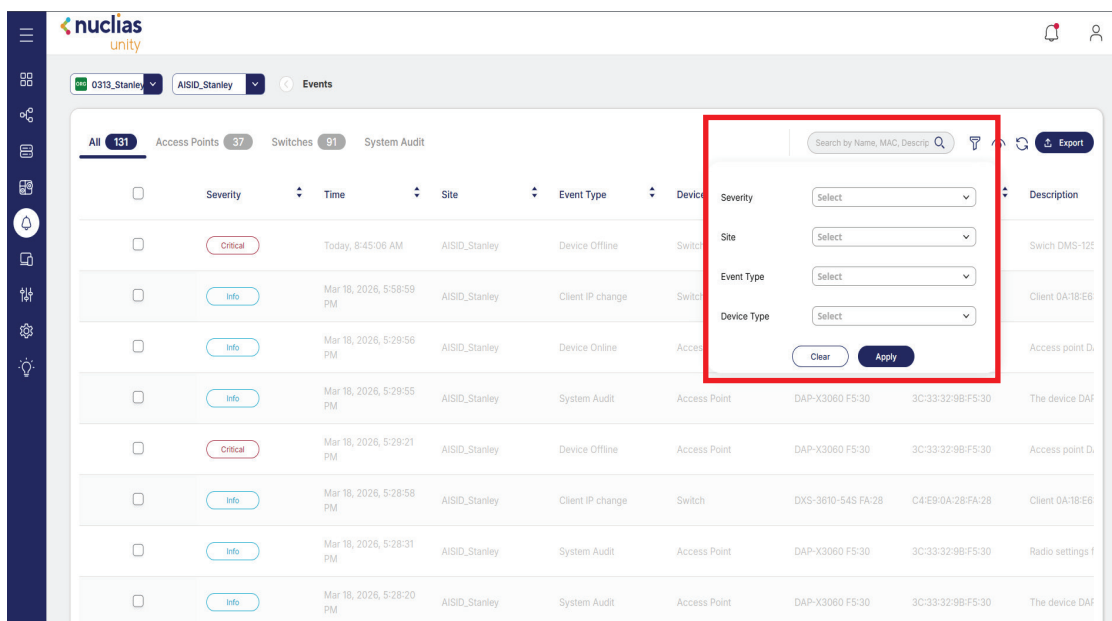 nuclias
unity
ORG 0313_Stanley AISID_Stanley Events
All 131 Access Points 37 Switches 91 System Audit Search by Name, MAC, Descrip Export
Severity Time Site Event Type Device Description
Severity Select
Site Select
Event Type Select
Device Type Select
Clear Apply
Critical Today, 8:45:06 AM AISID_Stanley Device Offline Switch Swich DMS-125
Info Mar 18, 2026, 5:58:59 PM AISID_Stanley Client IP change Switch Client 0A:18:E6
Info Mar 18, 2026, 5:29:56 PM AISID_Stanley Device Online Acces Access point D
Info Mar 18, 2026, 5:29:55 PM AISID_Stanley System Audit Access Point DAP-X3060 F5:30 3C:33:32:9B:F5:30 The device DAP
Critical Mar 18, 2026, 5:29:21 PM AISID_Stanley Device Offline Access Point DAP-X3060 F5:30 3C:33:32:9B:F5:30 Access point D
Info Mar 18, 2026, 5:28:58 PM AISID_Stanley Client IP change Switch DXS-3610-54S FA:28 C4:E9:0A:28:FA:28 Client 0A:18:E6
Info Mar 18, 2026, 5:28:31 PM AISID_Stanley System Audit Access Point DAP-X3060 F5:30 3C:33:32:9B:F5:30 Radio settings f
Info Mar 18, 2026, 5:28:20 PM AISID_Stanley System Audit Access Point DAP-X3060 F5:30 3C:33:32:9B:F5:30 The device DAP